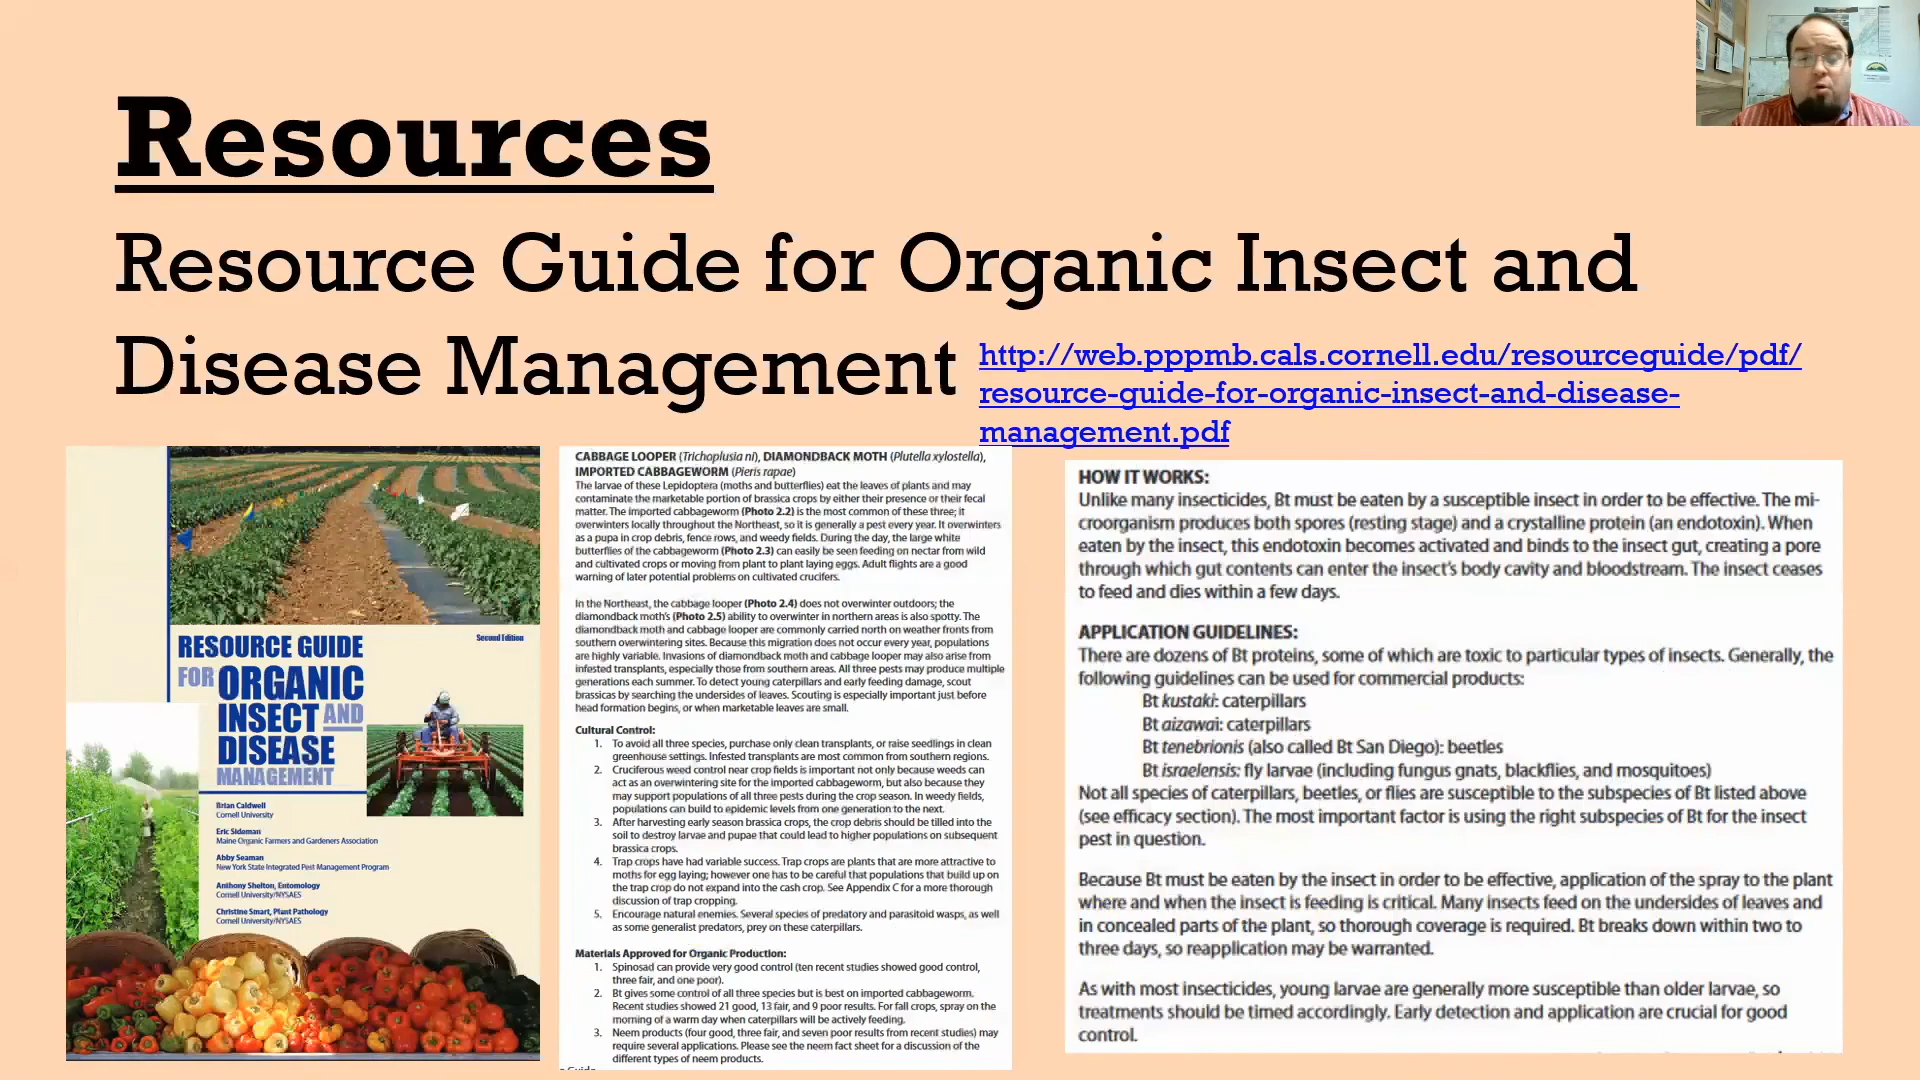 Resources
Resource Guide for Organic Insect and
Disease Management
http://web.pppmb.cals.cornell.edu/resourceguide/pdf/
resource-guide-for-organic-insect-and-disease-
management.pdf
RESOURCE GUIDE
Second Edition
FOR ORGANIC
INSECT AND
DISEASE
MANAGEMENT
Brian Caldwell
Cornell University
Eric Sideman
Maine Organic Farmers and Gardeners Association
Abby Seaman
New York State Integrated Pest Management Program
Anthony Shelton, Entomology
Cornell University/NYSAES
Christine Smart, Plant Pathology
Cornell University/NYSAES
CABBAGE LOOPER (Trichoplusia ni), DIAMONDBACK MOTH (Plutella xylostella),
IMPORTED CABBAGEWORM (Pieris rapae)
The larvae of these Lepidoptera (moths and butterflies) eat the leaves of plants and may
contaminate the marketable portion of brassica crops by either their presence or their fecal
matter. The imported cabbageworm (Photo 2.2) is the most common of these three; it
overwinters locally throughout the Northeast, so it is generally a pest every year. It overwinters
as a pupa in crop debris, fence rows, and weedy fields. During the day, the large white
butterflies of the cabbageworm (Photo 2.3) can easily be seen feeding on nectar from wild
and cultivated crops or moving from plant to plant laying eggs. Adult flights are a good
warning of later potential problems on cultivated crucifers.
In the Northeast, the cabbage looper (Photo 2.4) does not overwinter outdoors; the
diamondback moth's (Photo 2.5) ability to overwinter in northern areas is also spotty. The
diamondback moth and cabbage looper are commonly carried north on weather fronts from
southern overwintering sites. Because this migration does not occur every year, populations
are highly variable. Invasions of diamondback moth and cabbage looper may also arise from
infested transplants, especially those from southern areas. All three pests may produce multiple
generations each summer. To detect young caterpillars and early feeding damage, scout
brassicas by searching the undersides of leaves. Scouting is especially important just before
head formation begins, or when marketable leaves are small.
Cultural Control:
1. To avoid all three species, purchase only clean transplants, or raise seedlings in clean
greenhouse settings. Infested transplants are most common from southern regions.
2. Cruciferous weed control near crop fields is important not only because weeds can
act as an overwintering site for the imported cabbageworm, but also because they
may support populations of all three pests during the crop season. In weedy fields,
populations can build to epidemic levels from one generation to the next.
3. After harvesting early season brassica crops, the crop debris should be tilled into the
soil to destroy larvae and pupae that could lead to higher populations on subsequent
brassica crops.
4. Trap crops have had variable success. Trap crops are plants that are more attractive to
moths for egg laying; however one has to be careful that populations that build up on
the trap crop do not expand into the cash crop. See Appendix C for a more thorough
discussion of trap cropping.
5. Encourage natural enemies. Several species of predatory and parasitoid wasps, as well
as some generalist predators, prey on these caterpillars.
Materials Approved for Organic Production:
1. Spinosad can provide very good control (ten recent studies showed good control,
three fair, and one poor).
2. Bt gives some control of all three species but is best on imported cabbageworm.
Recent studies showed 21 good, 13 fair, and 9 poor results. For fall crops, spray on the
morning of a warm day when caterpillars will be actively feeding.
3. Neem products (four good, three fair, and seven poor results from recent studies) may
require several applications. Please see the neem fact sheet for a discussion of the
different types of neem products.
HOW IT WORKS:
Unlike many insecticides, Bt must be eaten by a susceptible insect in order to be effective. The mi-
croorganism produces both spores (resting stage) and a crystalline protein (an endotoxin). When
eaten by the insect, this endotoxin becomes activated and binds to the insect gut, creating a pore
through which gut contents can enter the insect's body cavity and bloodstream. The insect ceases
to feed and dies within a few days.
APPLICATION GUIDELINES:
There are dozens of Bt proteins, some of which are toxic to particular types of insects. Generally, the
following guidelines can be used for commercial products:
Bt kustaki: caterpillars
Bt aizawai: caterpillars
Bt tenebrionis (also called Bt San Diego): beetles
Bt israelensis: fly larvae (including fungus gnats, blackflies, and mosquitoes)
Not all species of caterpillars, beetles, or flies are susceptible to the subspecies of Bt listed above
(see efficacy section). The most important factor is using the right subspecies of Bt for the insect
pest in question.
Because Bt must be eaten by the insect in order to be effective, application of the spray to the plant
where and when the insect is feeding is critical. Many insects feed on the undersides of leaves and
in concealed parts of the plant, so thorough coverage is required. Bt breaks down within two to
three days, so reapplication may be warranted.
As with most insecticides, young larvae are generally more susceptible than older larvae, so
treatments should be timed accordingly. Early detection and application are crucial for good
control.